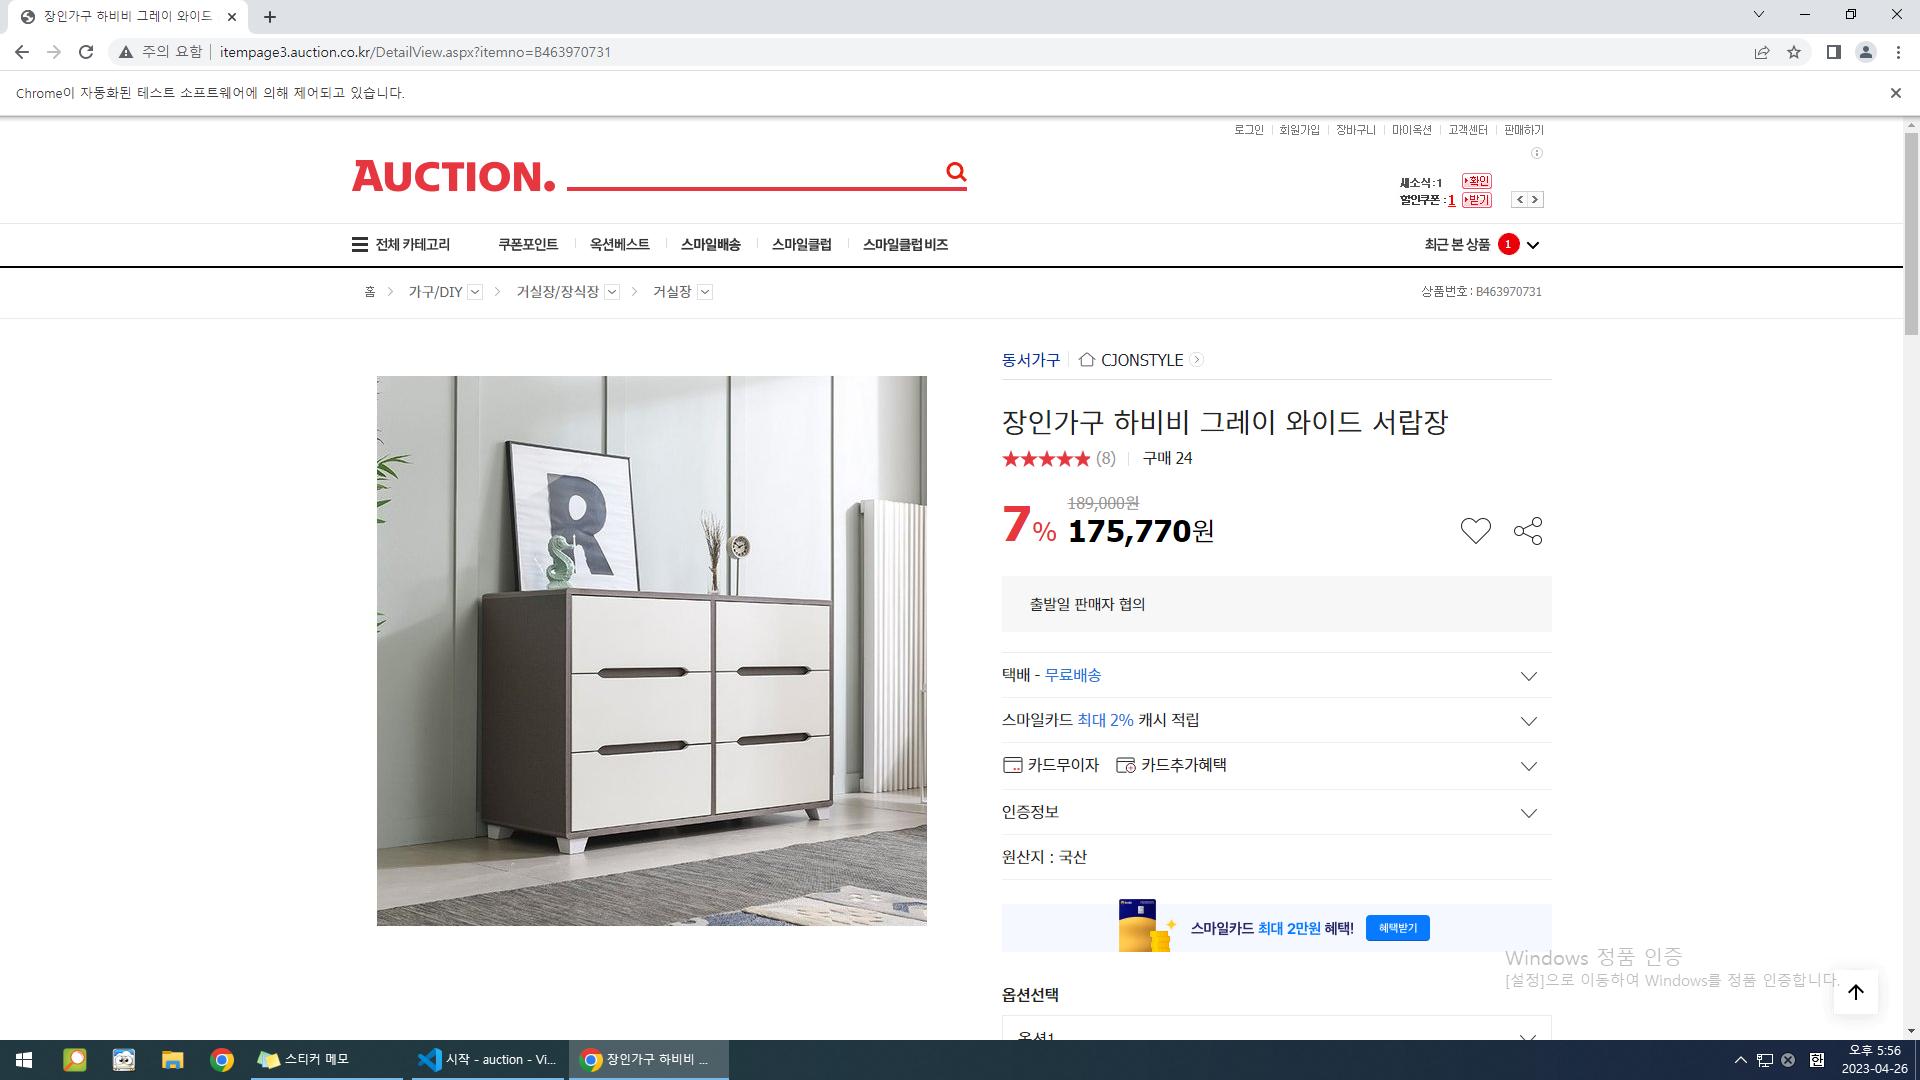 장인가구 하비비 그레이 와이드
주의 요함 itempage3.auction.co.kr/DetailView.aspx?itemno=B463970731
Chrome이 자동화된 테스트 소프트웨어에 의해 제어되고 있습니다.
로그인 회원가입 장바구니 마이옥션 고객센터 판매하기
AUCTION.
새소식:1 확인
할인쿠폰 : 1 받기
전체 카테고리 쿠폰포인트 옥션베스트 스마일배송 스마일클럽 스마일클럽 비즈 최근 본 상품 1
홈 가구/DIY 거실장/장식장 거실장 상품번호 : B463970731
동서가구 CJONSTYLE
장인가구 하비비 그레이 와이드 서랍장
(8) 구매 24
189,000원
7% 175,770원
R
출발일 판매자 협의
택배 - 무료배송
스마일카드 최대 2% 캐시 적립
카드무이자 카드추가혜택
인증정보
원산지 : 국산
스마일카드 최대 2만원 혜택! 혜택받기
Windows 정품 인증
[설정]으로 이동하여 Windows를 정품 인증합니다.
옵션선택
옵션1
스티커 메모
시작 - auction - Vi...
장인가구 하비비 ...
한
오후 5:56
2023-04-26